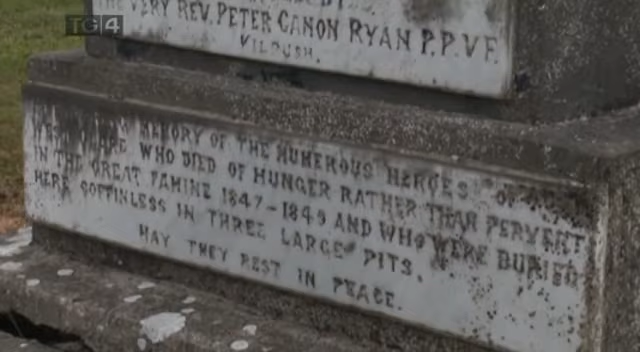 TG4
THE VERY REV. PETER CANON RYAN P.P. V.F.
IN MEMORY OF THE NUMEROUS HEROES OF
WHO DIED OF HUNGER RATHER THAN PERVERT
IN THE GREAT FAMINE 1847-1849 AND WHO WERE BURIED
HERE COFFINLESS IN THREE LARGE PITS.
MAY THEY REST IN PEACE.